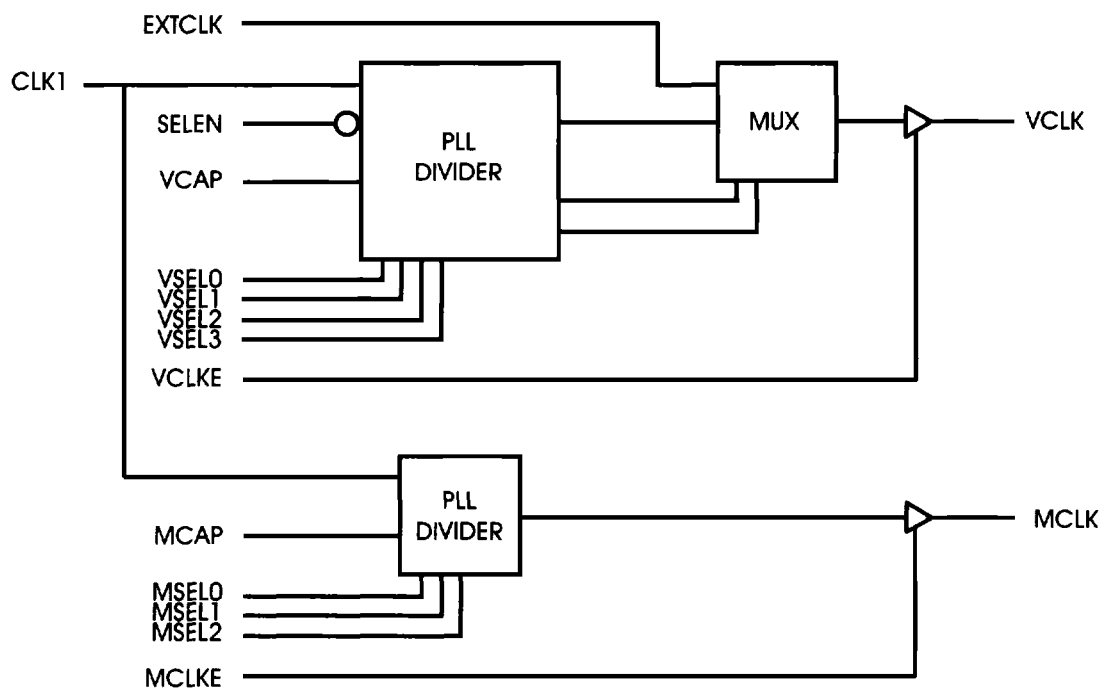 EXTCLK
CLK1
SELEN
VCAP
PLL
DIVIDER
MUX
VCLK
VSEL0
VSEL1
VSEL2
VSEL3
VCLKE
PLL
DIVIDER
MCAP
MCLK
MSEL0
MSEL1
MSEL2
MCLKE